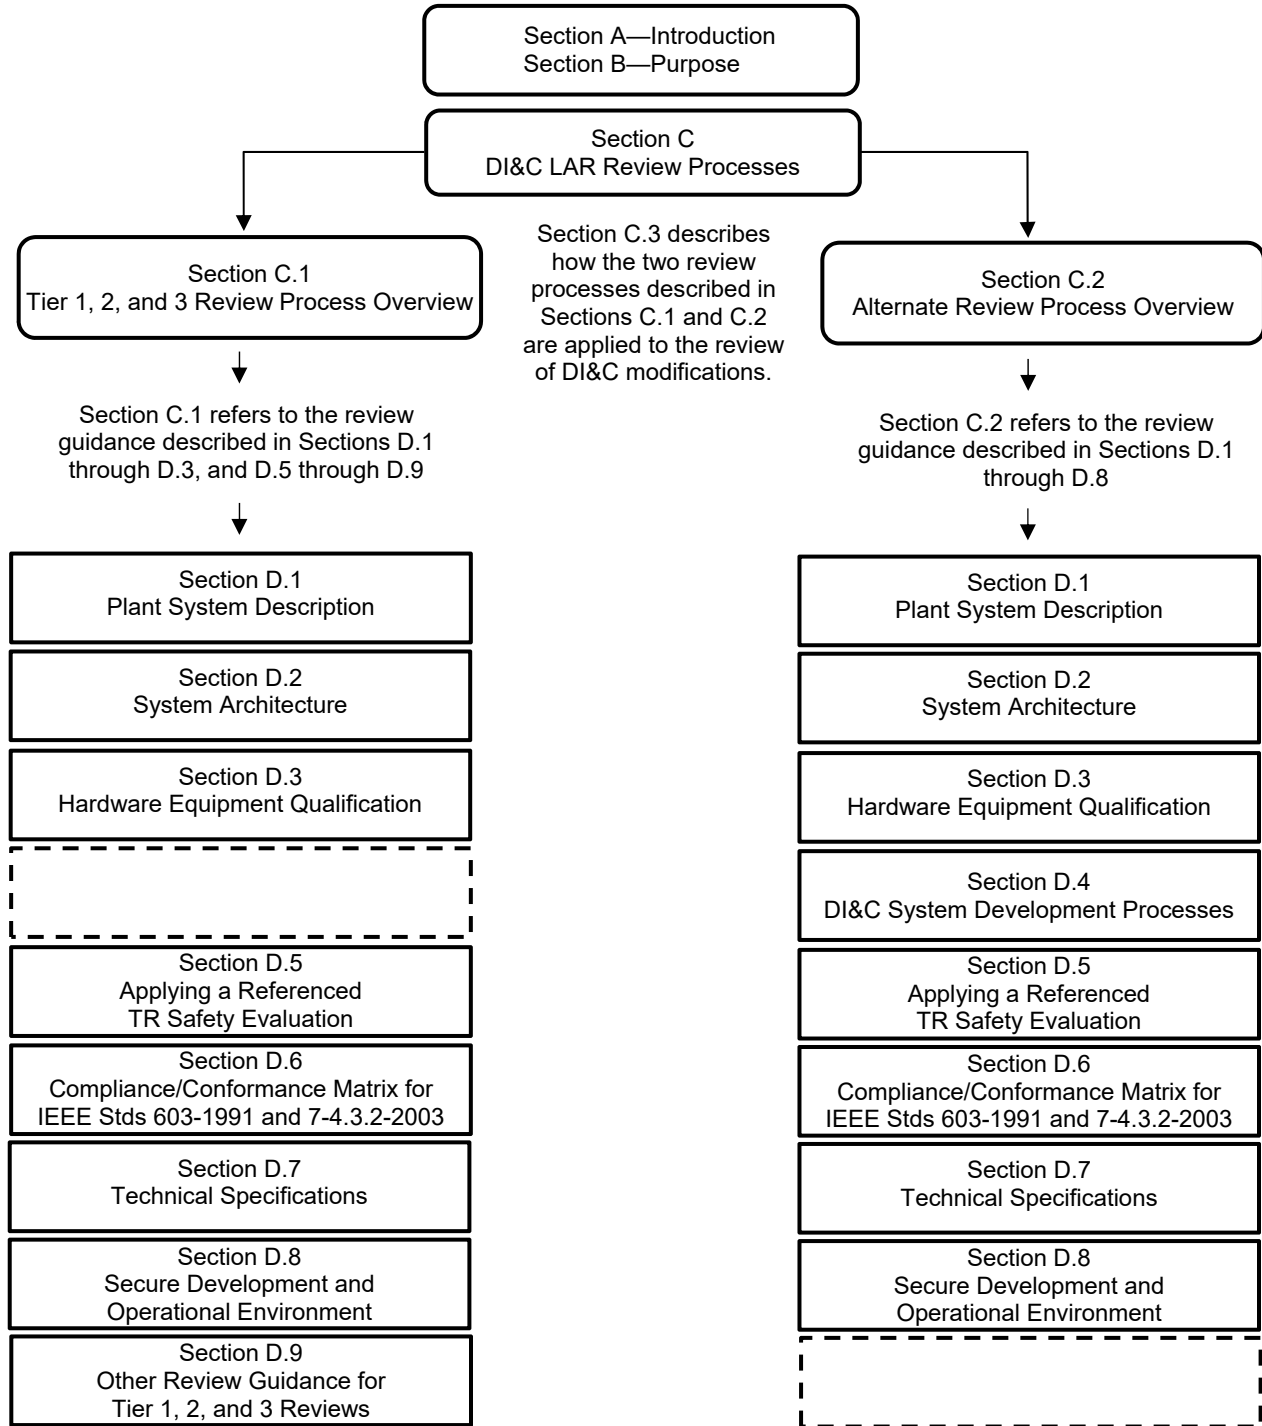 Section A—Introduction
Section B—Purpose
Section C
DI&C LAR Review Processes
Section C.1
Tier 1, 2, and 3 Review Process Overview
Section C.1 refers to the review
guidance described in Sections D.1
through D.3, and D.5 through D.9
Section D.1
Plant System Description
Section D.2
System Architecture
Section D.3
Hardware Equipment Qualification
Section D.5
Applying a Referenced
TR Safety Evaluation
Section D.6
Compliance/Conformance Matrix for
IEEE Stds 603-1991 and 7-4.3.2-2003
Section D.7
Technical Specifications
Section D.8
Secure Development and
Operational Environment
Section D.9
Other Review Guidance for
Tier 1, 2, and 3 Reviews
Section C.3 describes
how the two review
processes described in
Sections C.1 and C.2
are applied to the review
of DI&C modifications.
Section C.2
Alternate Review Process Overview
Section C.2 refers to the review
guidance described in Sections D.1
through D.8
Section D.1
Plant System Description
Section D.2
System Architecture
Section D.3
Hardware Equipment Qualification
Section D.4
DI&C System Development Processes
Section D.5
Applying a Referenced
TR Safety Evaluation
Section D.6
Compliance/Conformance Matrix for
IEEE Stds 603-1991 and 7-4.3.2-2003
Section D.7
Technical Specifications
Section D.8
Secure Development and
Operational Environment